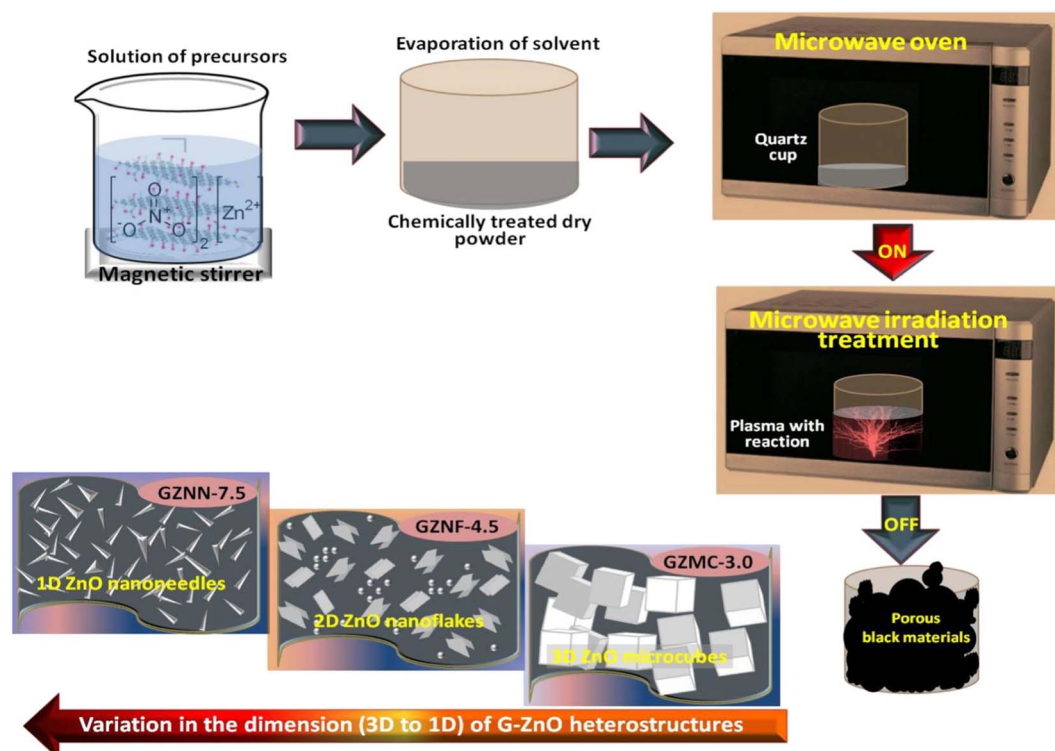 Solution of precursors
O
N+
-O
O
2
Zn2+
Magnetic stirrer
Evaporation of solvent
Chemically treated dry
powder
Microwave oven
Quartz
cup
ON
Microwave irradiation
treatment
Plasma with
reaction
OFF
Porous
black materials
GZNN-7.5
1D ZnO nanoneedles
GZNF-4.5
2D ZnO nanoflakes
GZMC-3.0
3D ZnO microcubes
Variation in the dimension (3D to 1D) of G-ZnO heterostructures